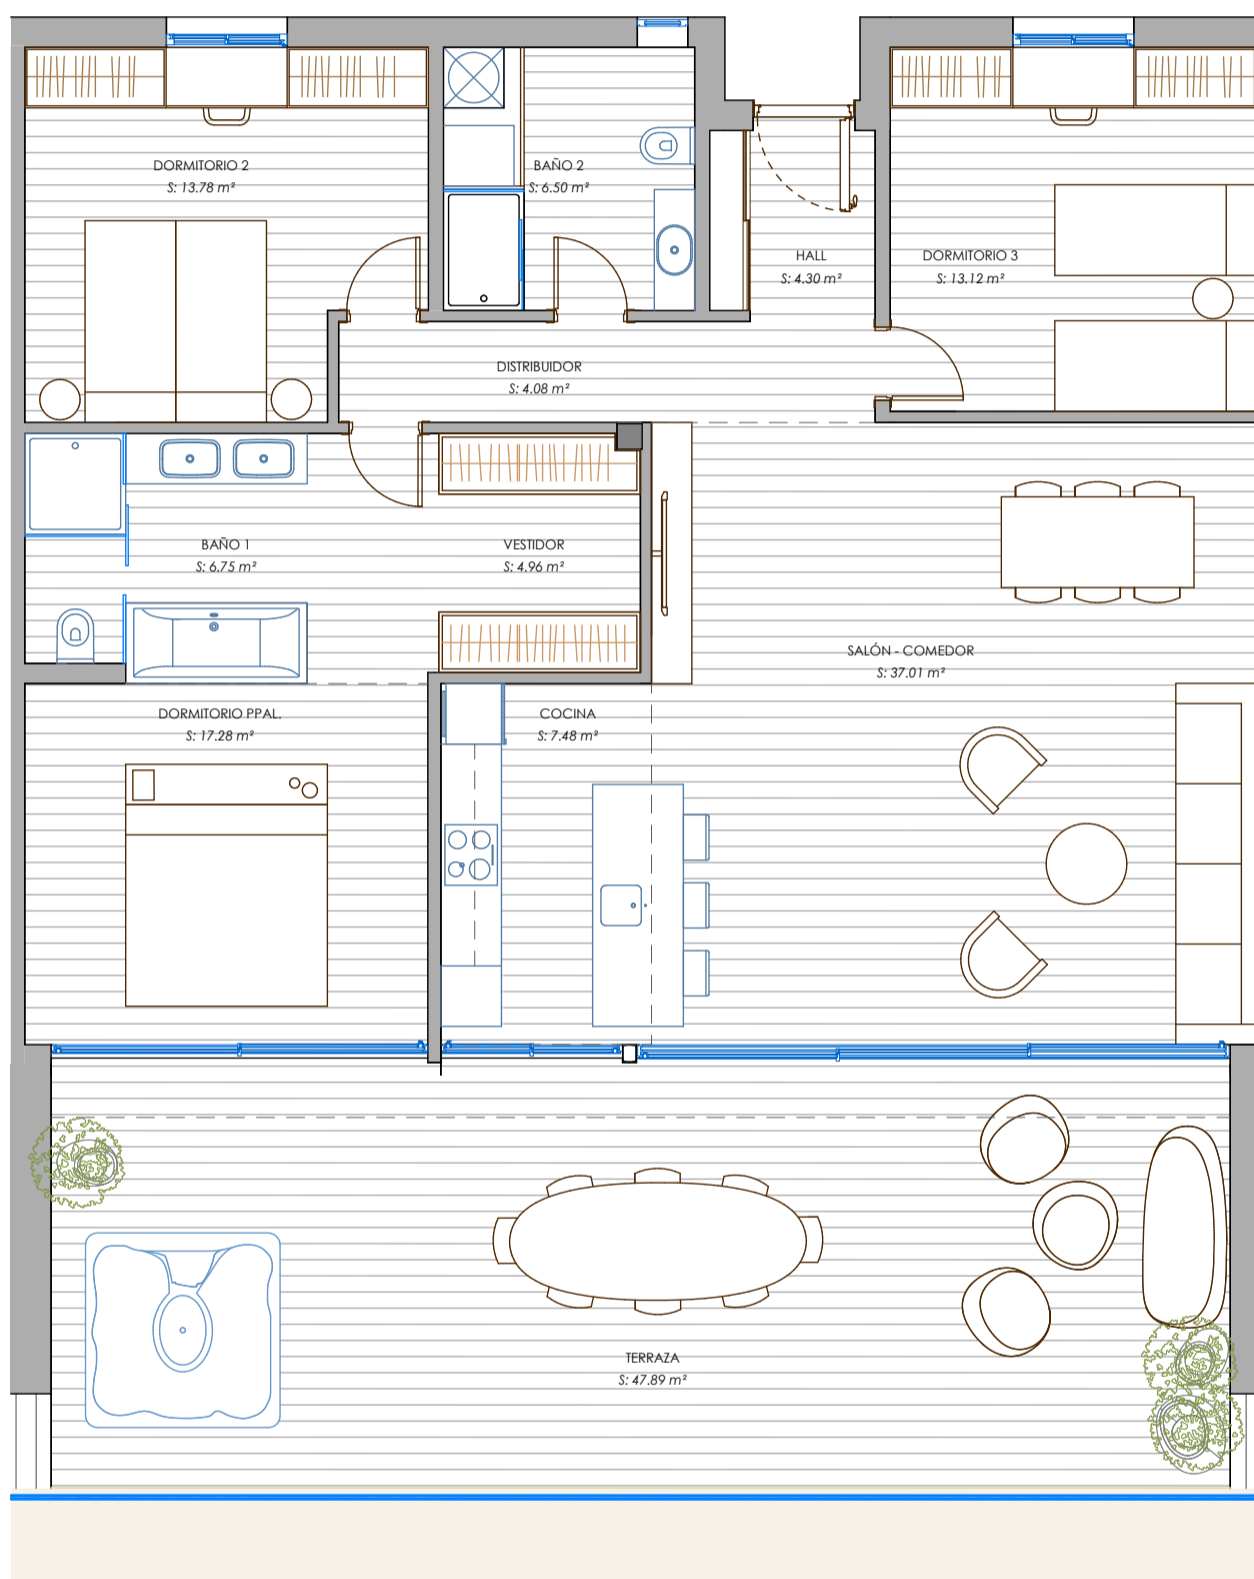 DORMITORIO 2
S: 13.78 m²
BAÑO 2
S: 6.50 m²
HALL
S: 4.30 m²
DORMITORIO 3
S: 13.12 m²
DISTRIBUIDOR
S: 4.08 m²
BAÑO 1
S: 6.75 m²
VESTIDOR
S: 4.96 m²
SALÓN - COMEDOR
S: 37.01 m²
DORMITORIO PPAL.
S: 17.28 m²
COCINA
S: 7.48 m²
TERRAZA
S: 47.89 m²